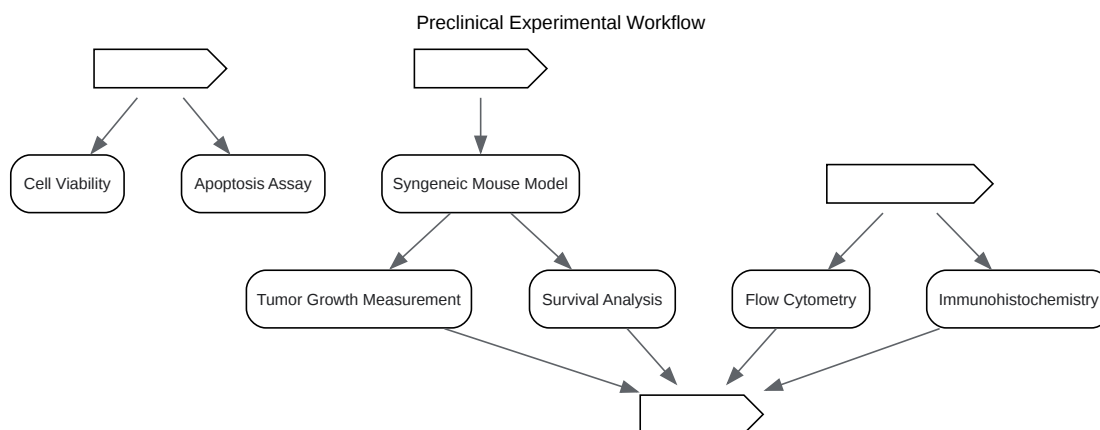 Preclinical Experimental Workflow
Cell Viability
Apoptosis Assay
Syngeneic Mouse Model
Tumor Growth Measurement
Survival Analysis
Flow Cytometry
Immunohistochemistry